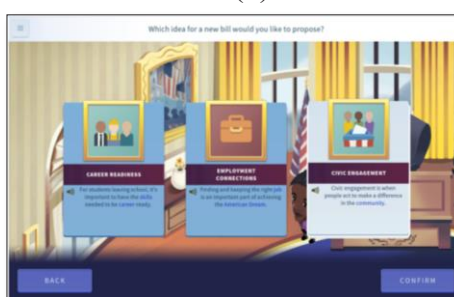 Which idea for a new bill would you like to propose?
CAREER READINESS
For students leaving school, it's
important to have the skills
needed to be career ready.
EMPLOYMENT
CONNECTIONS
Finding and keeping the right job
is an important part of achieving
the American Dream.
CIVIC ENGAGEMENT
Civic engagement is when
people act to make a difference
in the community.
BACK
CONFIRM